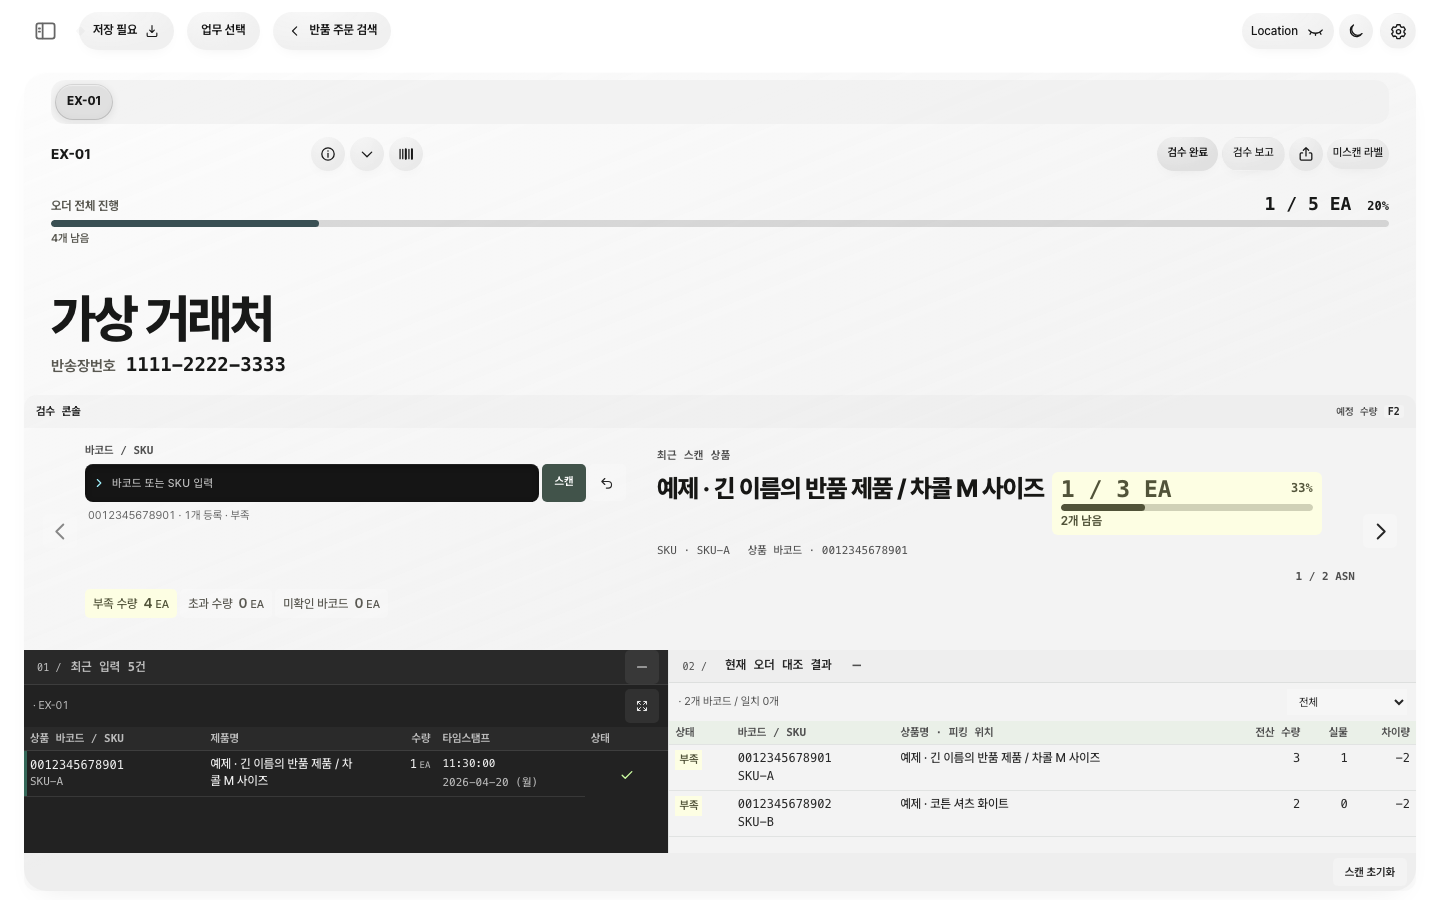 저장 필요
업무 선택
반품 주문 검색
Location
EX-01
EX-01
검수 완료
검수 보고
미스캔 라벨
오더 전체 진행
1 / 5 EA 20%
4개 남음
가상 거래처
반송장번호 1111-2222-3333
검수 콘솔
예정 수량 F2
바코드 / SKU
바코드 또는 SKU 입력
스캔
0012345678901 · 1개 등록 · 부족
부족 수량 4 EA
초과 수량 0 EA
미확인 바코드 0 EA
최근 스캔 상품
예제 · 긴 이름의 반품 제품 / 차콜 M 사이즈
1 / 3 EA 33%
2개 남음
SKU · SKU-A 상품 바코드 · 0012345678901
1 / 2 ASN
01 / 최근 입력 5건
· EX-01
상품 바코드 / SKU 제품명 수량 타임스탬프 상태
0012345678901 예제 · 긴 이름의 반품 제품 / 차 1 EA 11:30:00
SKU-A 콜 M 사이즈 2026-04-20 (월)
02 / 현재 오더 대조 결과
· 2개 바코드 / 일치 0개
전체
상태 바코드 / SKU 상품명 · 피킹 위치 전산 수량 실물 차이량
부족 0012345678901 예제 · 긴 이름의 반품 제품 / 차콜 M 사이즈 3 1 -2
SKU-A
부족 0012345678902 예제 · 코튼 셔츠 화이트 2 0 -2
SKU-B
스캔 초기화